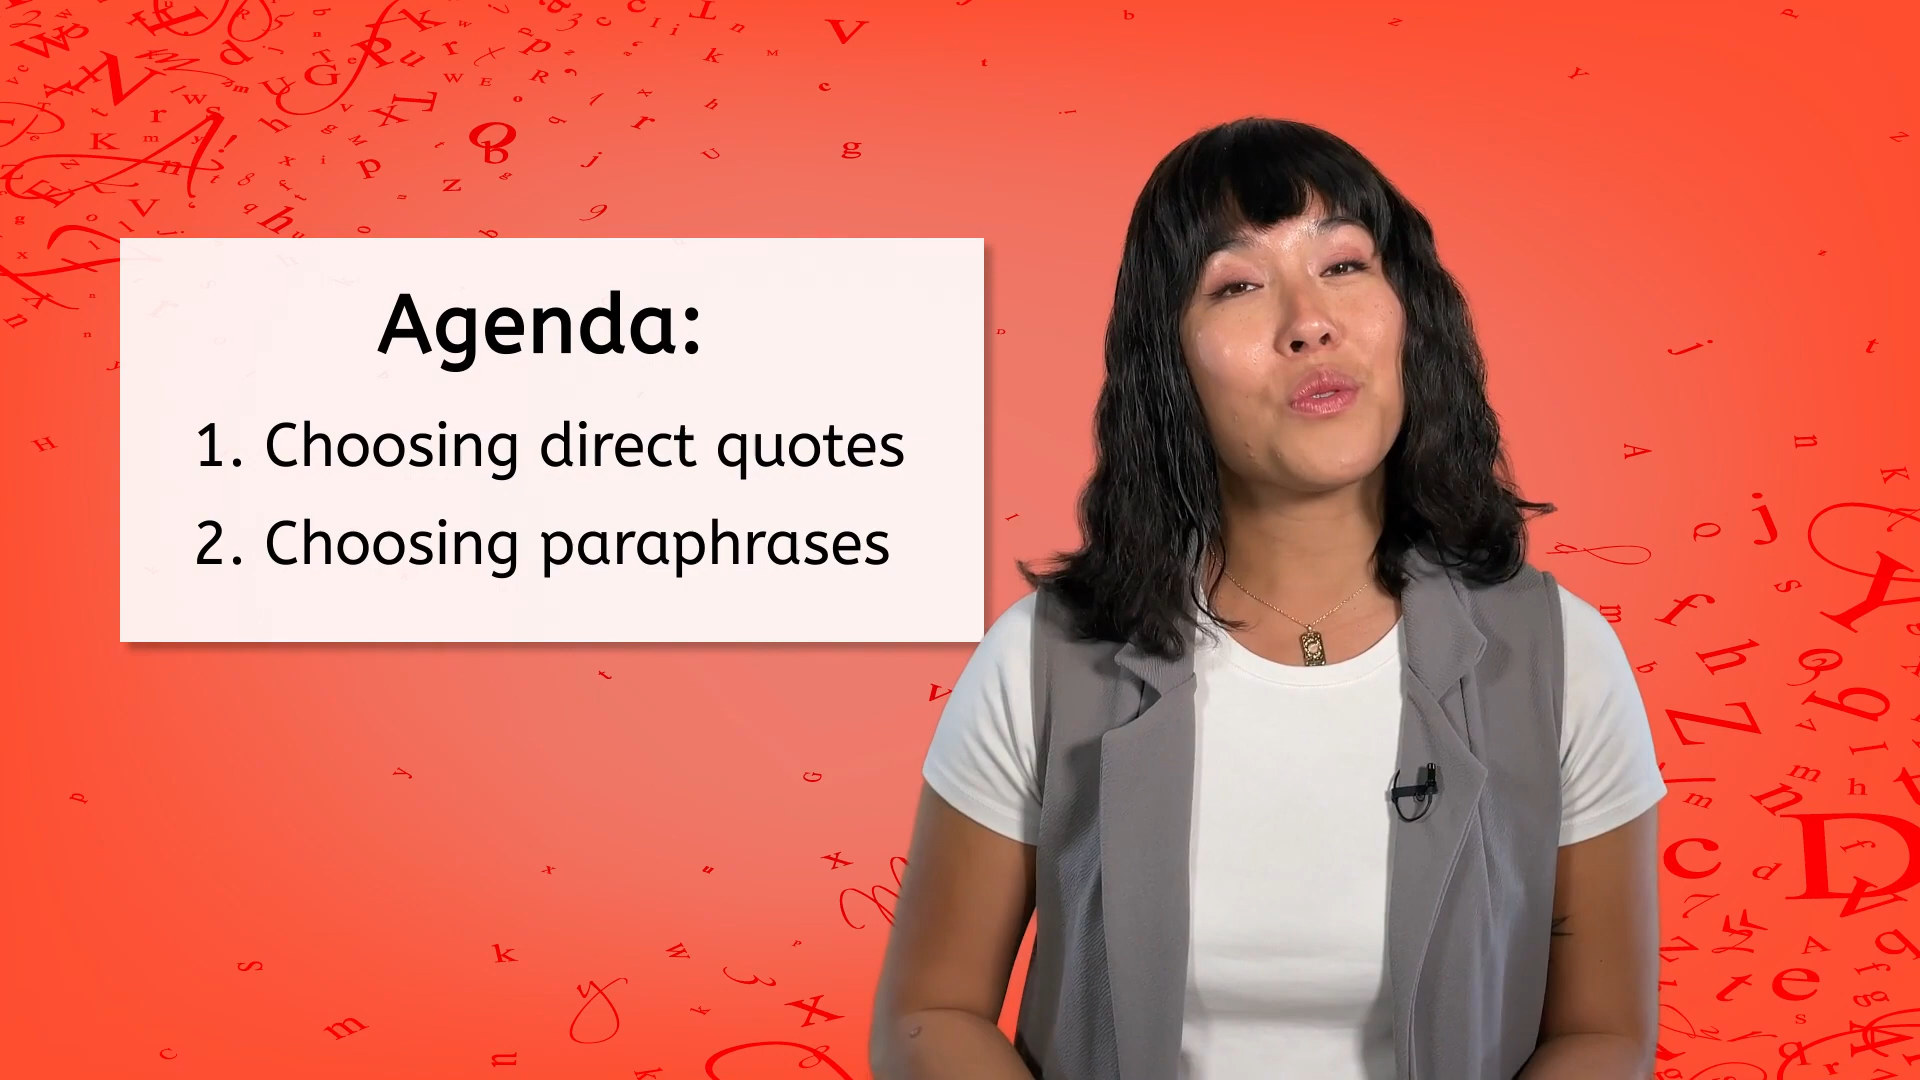 Agenda:
1. Choosing direct quotes
2. Choosing paraphrases